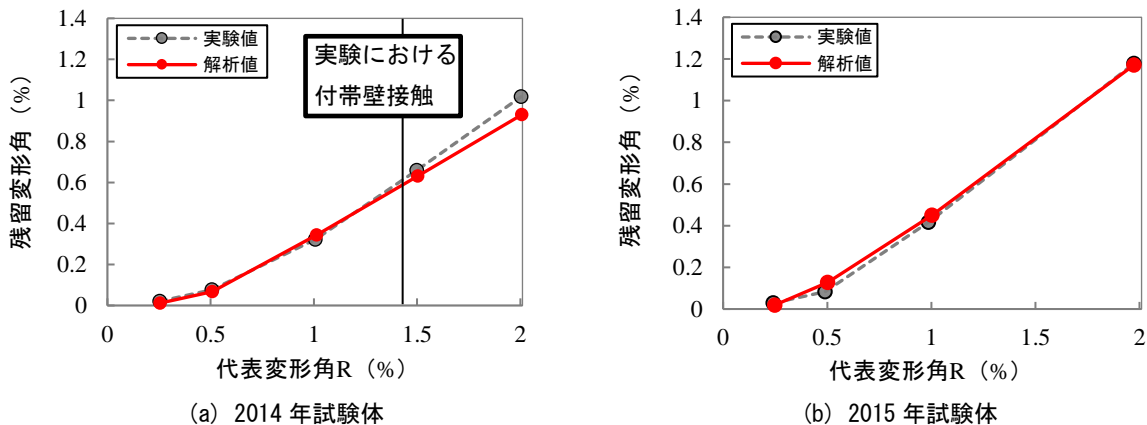 1.4
1.2
1
0.8
0.6
0.4
0.2
0
残留変形角(%)
実験値
解析値
実験における
付帯壁接触
0 0.5 1 1.5 2
代表変形角R(%)
(a) 2014 年試験体
1.4
1.2
1
0.8
0.6
0.4
0.2
0
残留変形角(%)
実験値
解析値
0 0.5 1 1.5 2
代表変形角R(%)
(b) 2015 年試験体